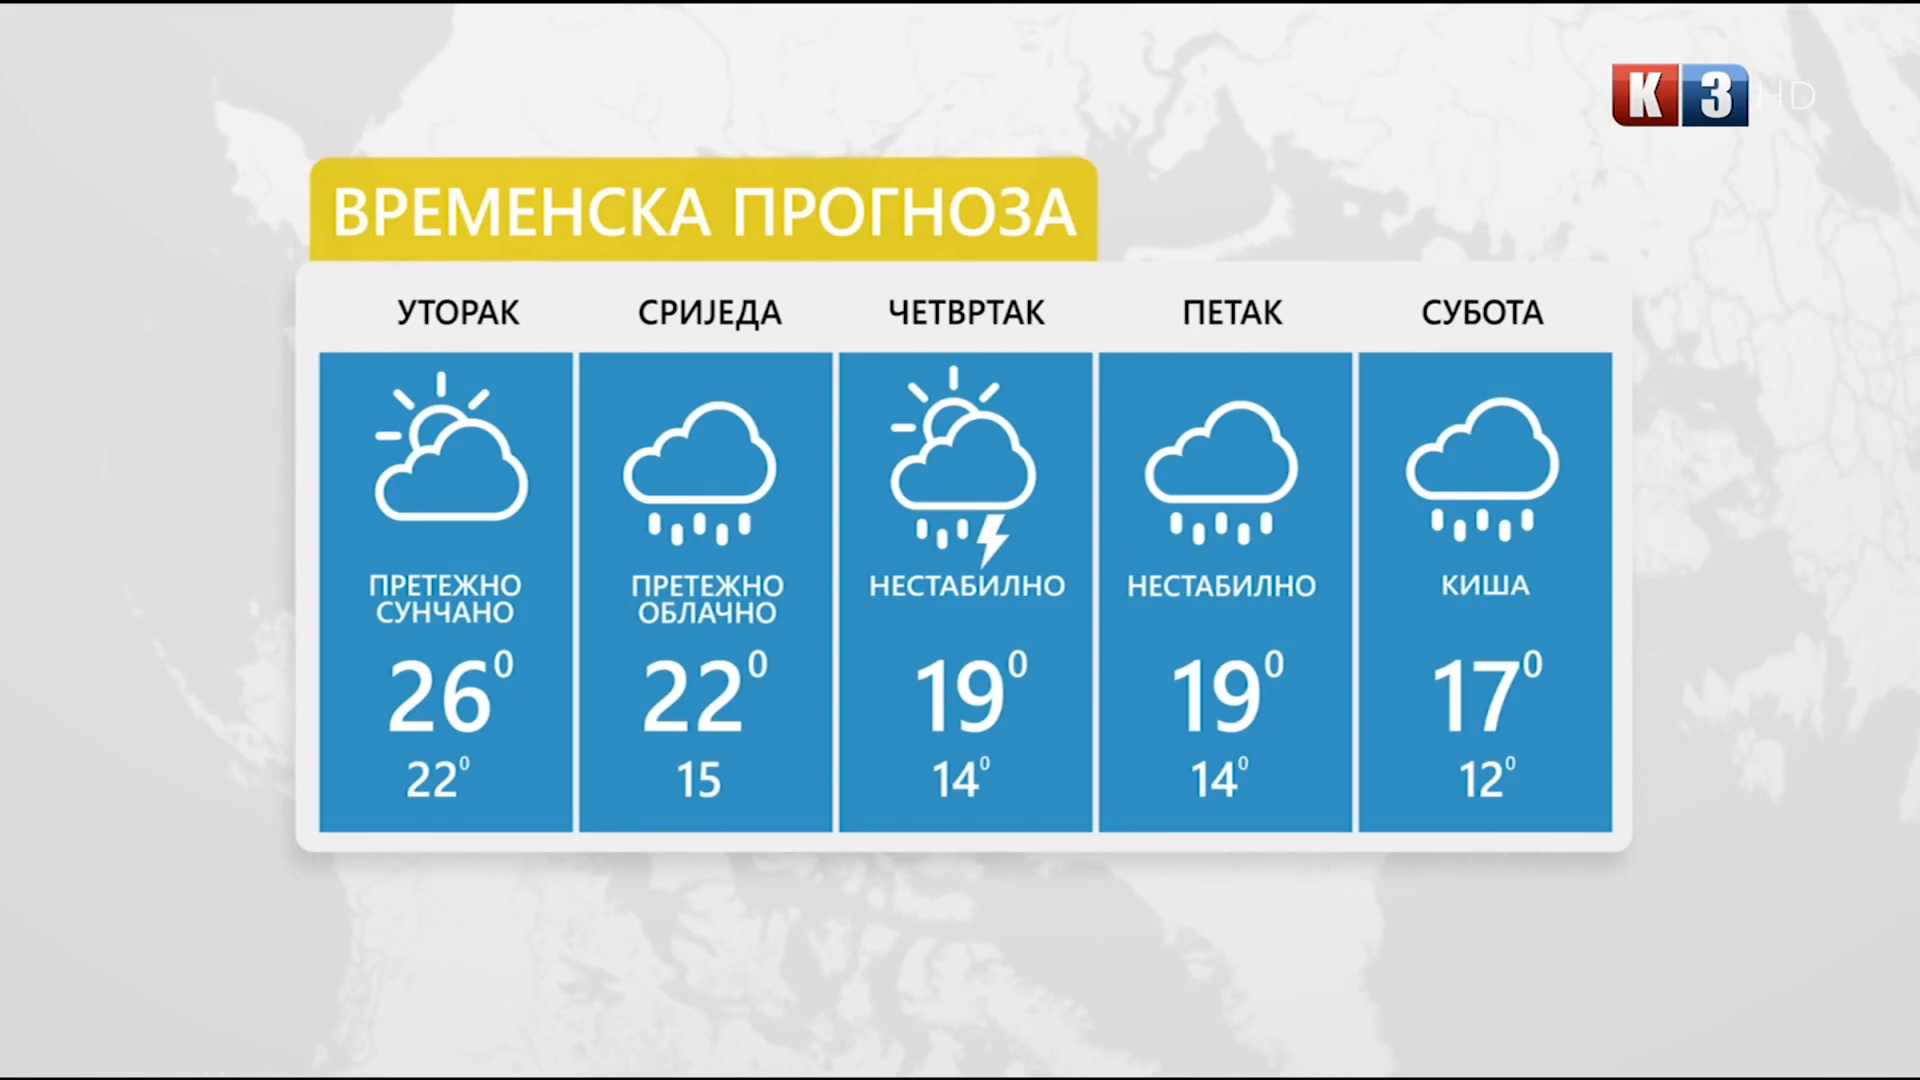 К3 HD
ВРЕМЕНСКА ПРОГНОЗА
УТОРАК
СРИЈЕДА
ЧЕТВРТАК
ПЕТАК
СУБОТА
ПРЕТЕЖНО
СУНЧАНО
ПРЕТЕЖНО
ОБЛАЧНО
НЕСТАБИЛНО
НЕСТАБИЛНО
КИША
26⁰
22⁰
19⁰
19⁰
17⁰
22⁰
15
14⁰
14⁰
12⁰